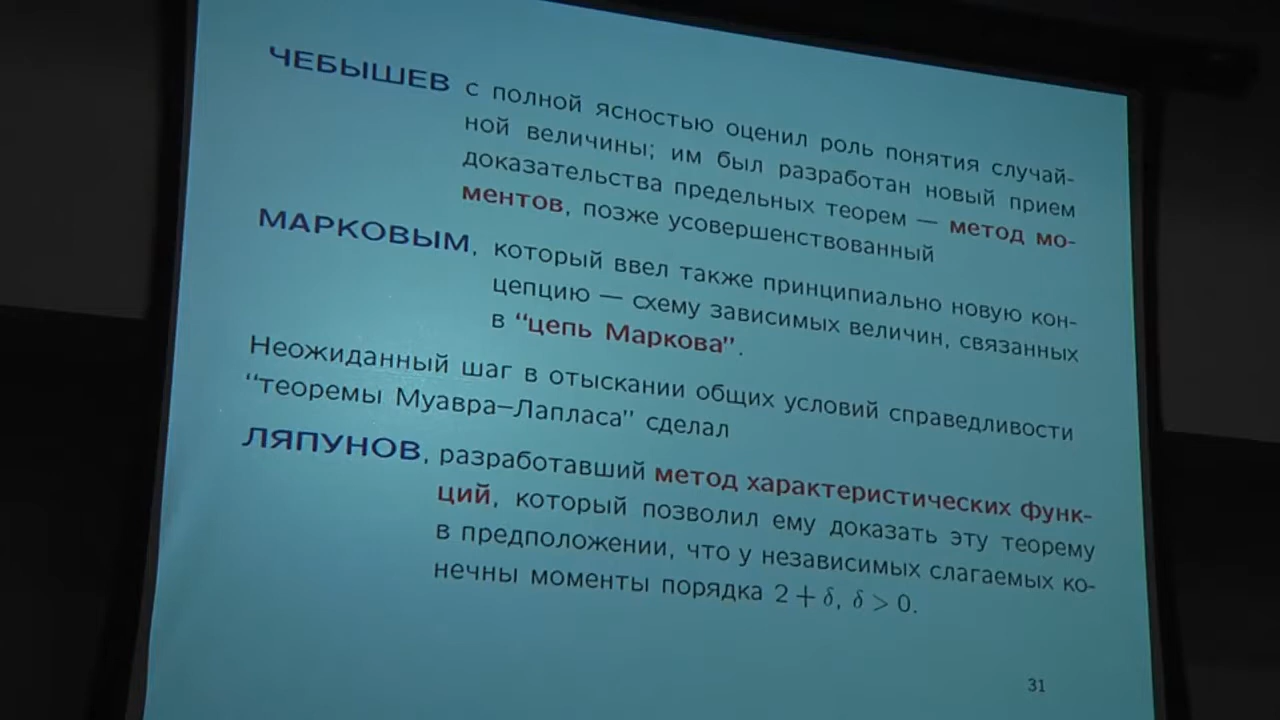 ЧЕБЫШЕВ с полной ясностью оценил роль понятия случай-
ной величины; им был разработан новый прием
доказательства предельных теорем — метод мо-
ментов, позже усовершенствованный
МАРКОВЫМ, который ввел также принципиально новую кон-
цепцию — схему зависимых величин, связанных
в “цепь Маркова”.
Неожиданный шаг в отыскании общих условий справедливости
“теоремы Муавра–Лапласа” сделал
ЛЯПУНОВ, разработавший метод характеристических функ-
ций, который позволил ему доказать эту теорему
в предположении, что у независимых слагаемых ко-
нечны моменты порядка 2 + δ, δ > 0.
31